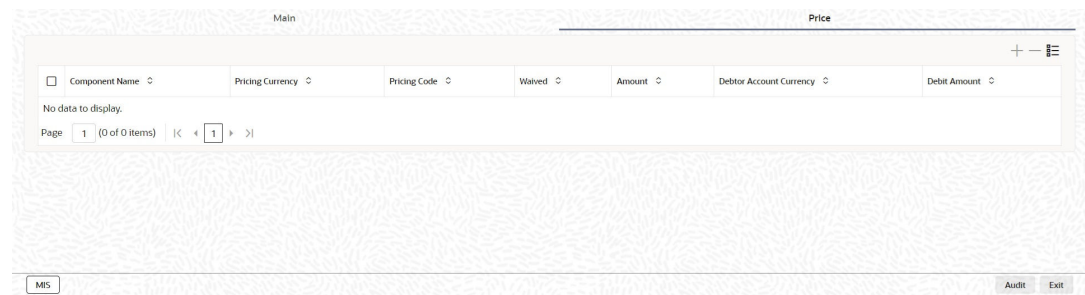 Main Price
Component Name Pricing Currency Pricing Code Waived Amount Debtor Account Currency Debit Amount
No data to display.
Page 1 (0 of 0 items) 1
MIS Audit Exit